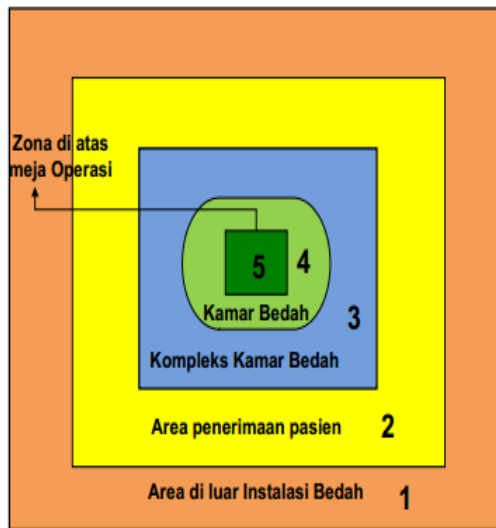 Zona di atas
meja Operasi
5
4
Kamar Bedah
3
Kompleks Kamar Bedah
Area penerimaan pasien 2
Area di luar Instalasi Bedah 1